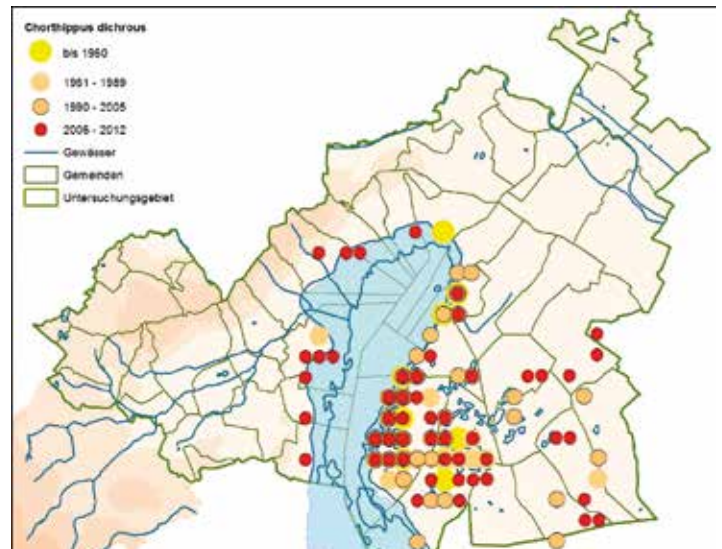 Chorthippus dichrous
bis 1960
1961 - 1989
1990 - 2005
2006 - 2012
Gewässer
Gemeinden
Untersuchungsgebiet